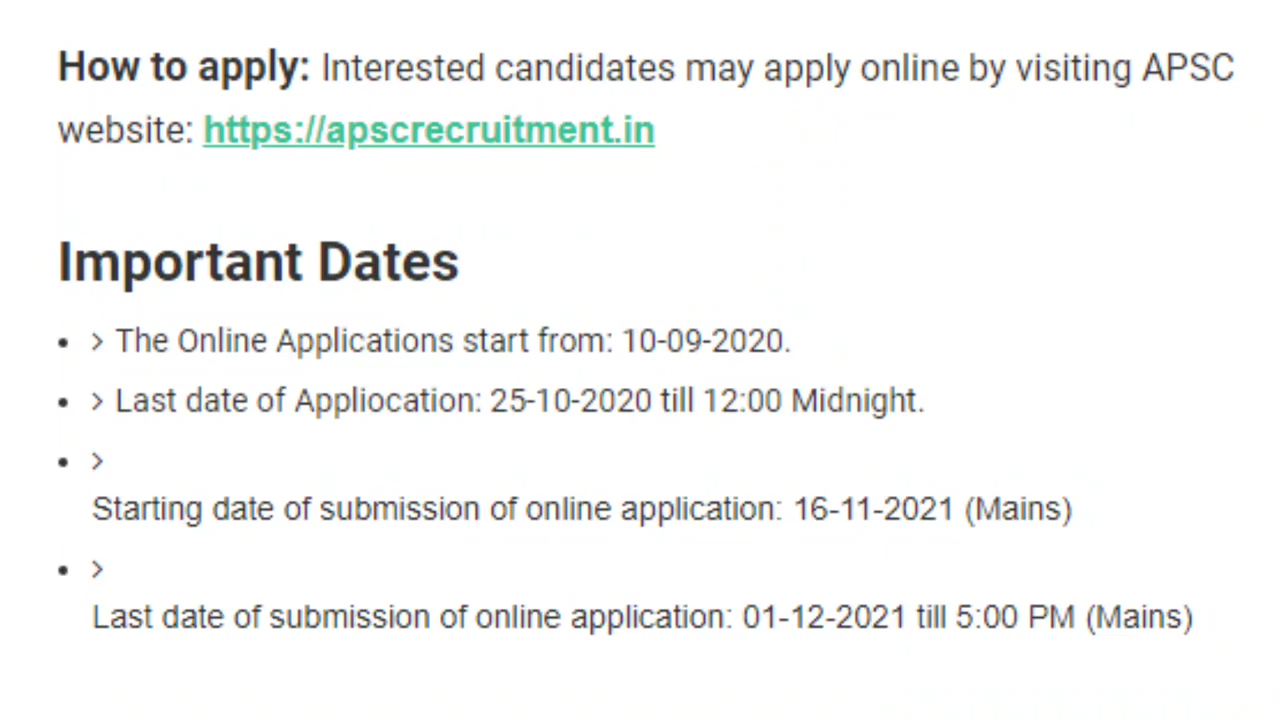 How to apply: Interested candidates may apply online by visiting APSC
website: https://apscrecruitment.in
Important Dates
• > The Online Applications start from: 10-09-2020.
• > Last date of Appliocation: 25-10-2020 till 12:00 Midnight.
• >
Starting date of submission of online application: 16-11-2021 (Mains)
• >
Last date of submission of online application: 01-12-2021 till 5:00 PM (Mains)